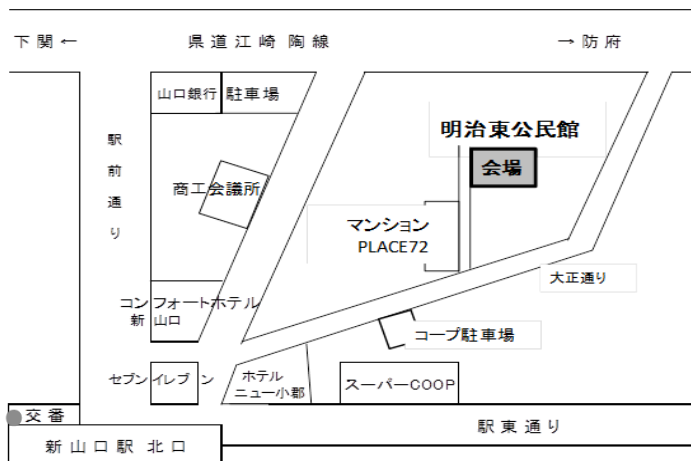 下関 ←
県道江崎 陶線
→ 防府
山口銀行
駐車場
明治東公民館
会場
駅前通り
商工会議所
マンション
PLACE72
大正通り
コンフォートホテル
新 山口
コープ駐車場
セブンイレブン
ホテル
ニュー小郡
スーパーCOOP
交番
駅東通り
新山口駅 北口